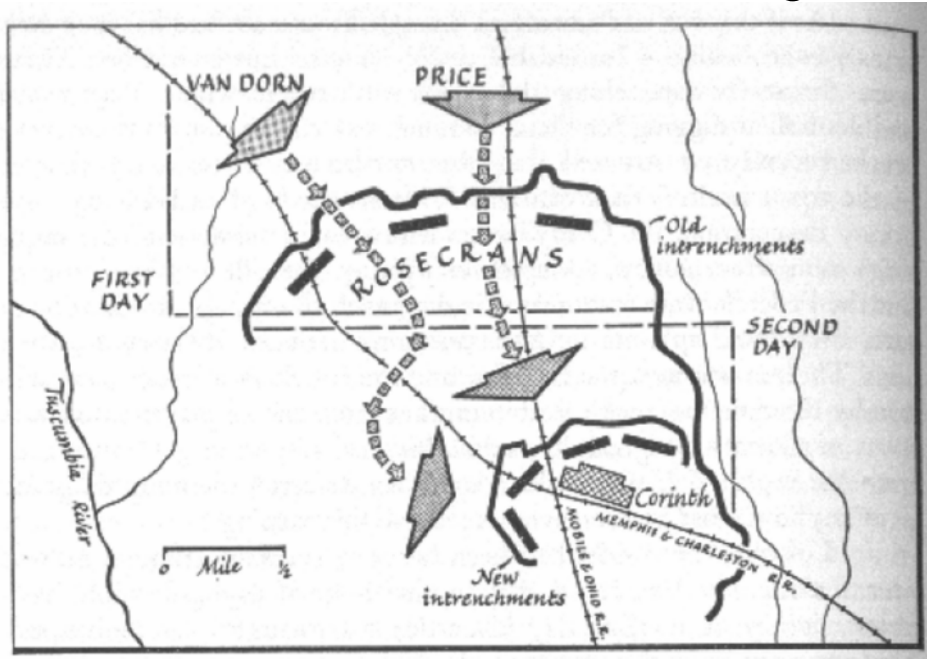 VAN DORN
PRICE
FIRST
DAY
Old
intrenchments
ROSECRANS
SECOND
DAY
Tuscumbia
River
0 Mile ½
New
intrenchments
Corinth
MEMPHIS & CHARLESTON R.R.
MOBILE & OHIO R.R.